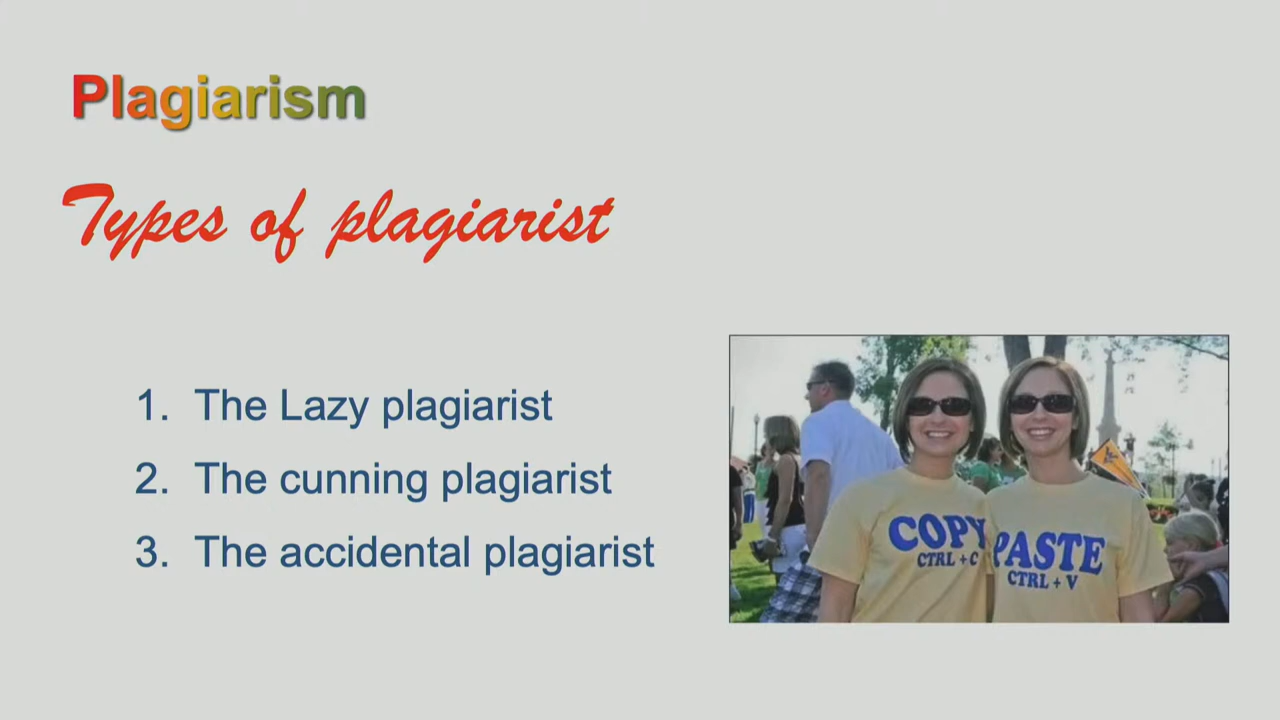 Plagiarism
Types of plagiarist
1. The Lazy plagiarist
2. The cunning plagiarist
3. The accidental plagiarist
COPY
CTRL + C
PASTE
CTRL + V